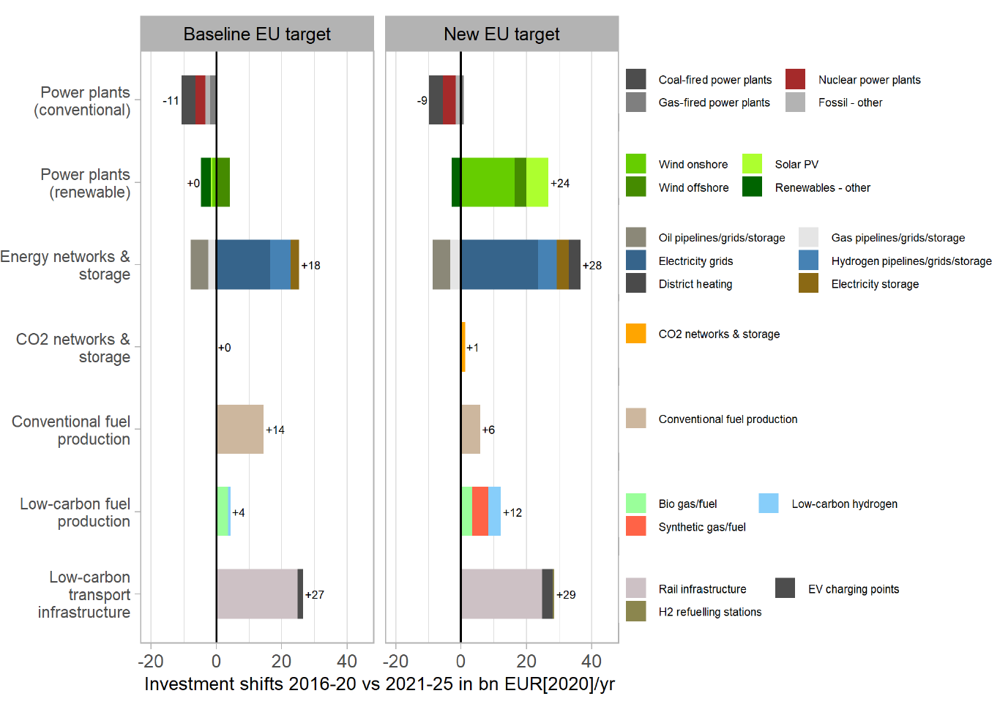 Baseline EU target
New EU target
Power plants
(conventional)
-11
-9
Coal-fired power plants
Nuclear power plants
Gas-fired power plants
Fossil - other
Power plants
(renewable)
+0
+24
Wind onshore
Solar PV
Wind offshore
Renewables - other
Energy networks &
storage
+18
+28
Oil pipelines/grids/storage
Gas pipelines/grids/storage
Electricity grids
Hydrogen pipelines/grids/storage
District heating
Electricity storage
CO2 networks &
storage
+0
+1
CO2 networks & storage
Conventional fuel
production
+14
+6
Conventional fuel production
Low-carbon fuel
production
+4
+12
Bio gas/fuel
Low-carbon hydrogen
Synthetic gas/fuel
Low-carbon
transport
infrastructure
+27
+29
Rail infrastructure
EV charging points
H2 refuelling stations
-20 0 20 40
-20 0 20 40
Investment shifts 2016-20 vs 2021-25 in bn EUR[2020]/yr